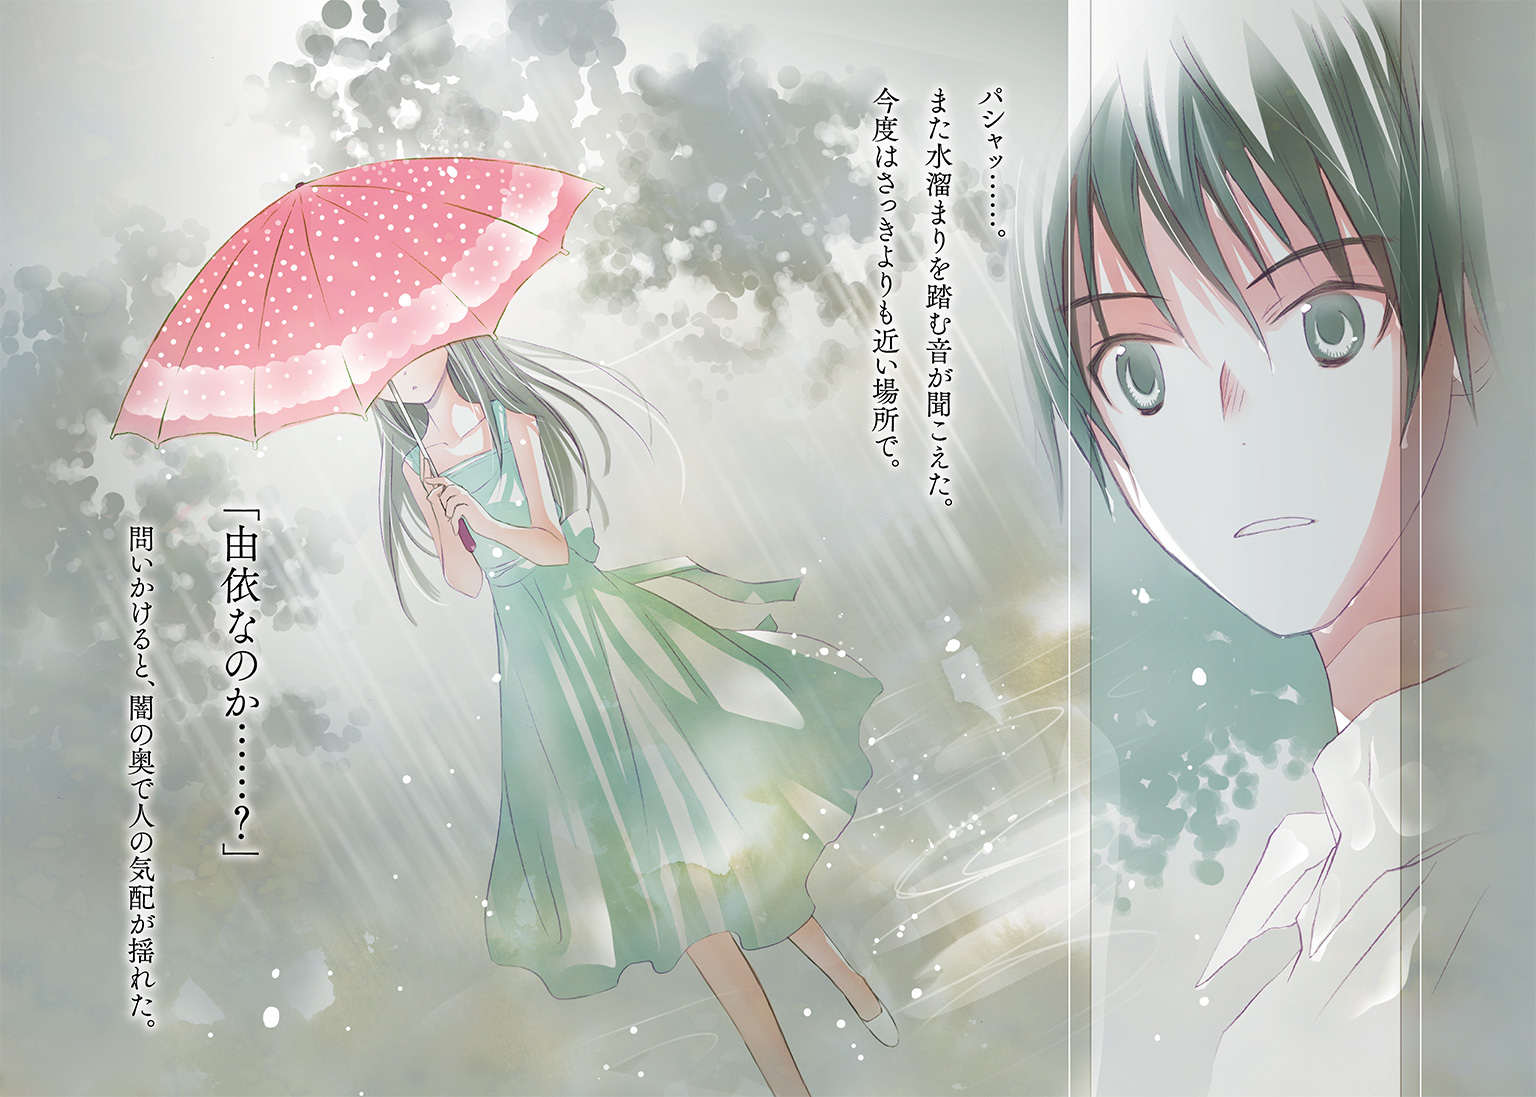 パシャッ……。
また水溜まりを踏む音が聞こえた。
今度はさっきよりも近い場所で。
「由依なのか……？」
問いかけると、闇の奥で人の気配が揺れた。